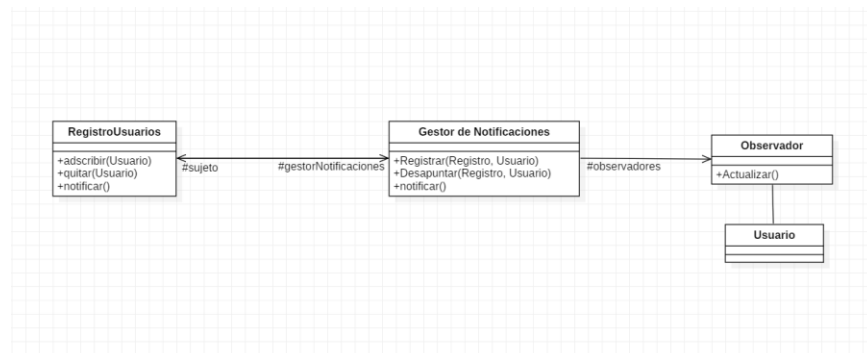 RegistroUsuarios
+adscribir(Usuario)
+quitar(Usuario)
+notificar()
#sujeto
#gestorNotificaciones
Gestor de Notificaciones
+Registrar(Registro, Usuario)
+Desapuntar(Registro, Usuario)
+notificar()
#observadores
Observador
+Actualizar()
Usuario